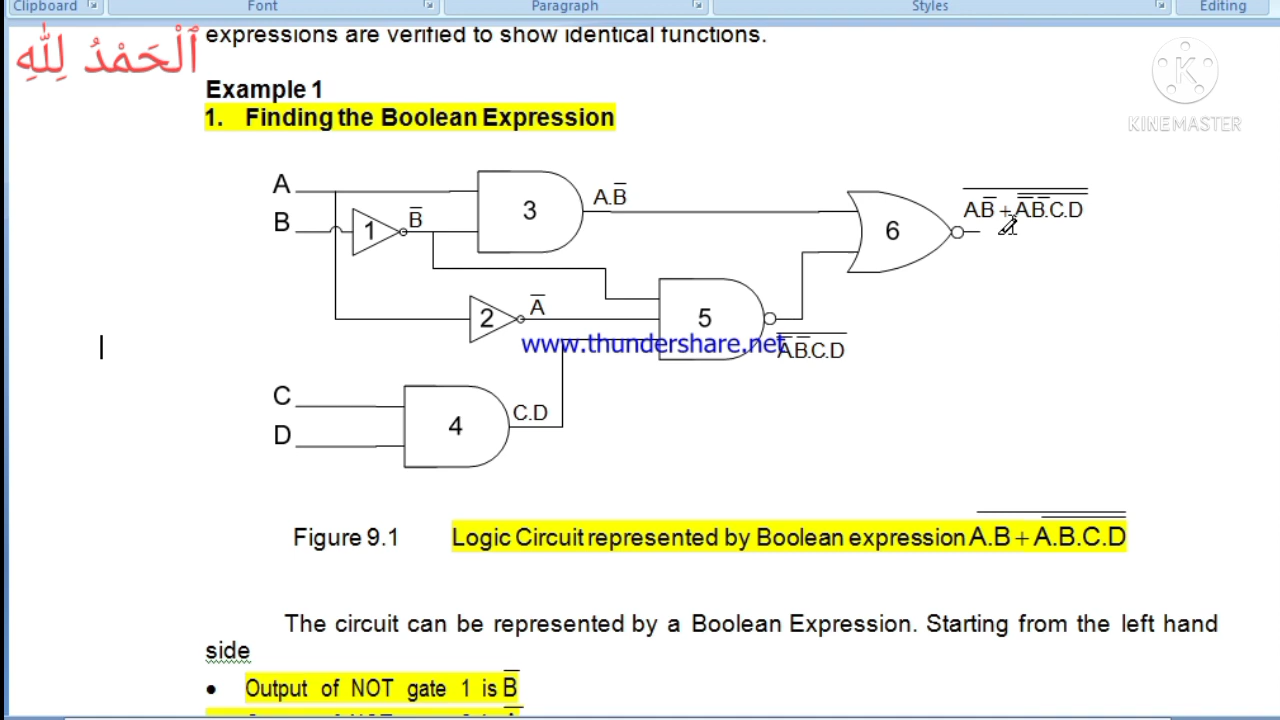 Clipboard Font Paragraph Styles Editing
ٱلْحَمْدُ لِلَّٰهِ
expressions are verified to show identical functions.
KINEMASTER
Example 1
1. Finding the Boolean Expression
A
B
1
B̅
3
A.B̅
6
A̅.̅B̅̅ ̅+̅ ̅A̅̅.̅B̅̅.̅C̅.̅D̅
2
A̅
5
www.thundershare.net
A̅̅.̅B̅̅.̅C̅.̅D̅
C
D
4
C.D
Figure 9.1 Logic Circuit represented by Boolean expression A̅.̅B̅ ̅+̅ ̅A̅̅.̅B̅̅.̅C̅̅.̅D̅̅
The circuit can be represented by a Boolean Expression. Starting from the left hand
side
• Output of NOT gate 1 is B̅